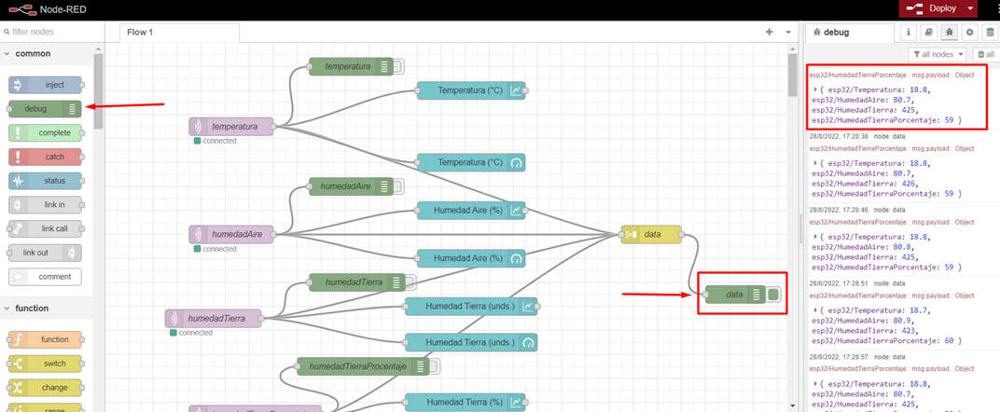 Node-RED
Deploy
filter nodes
Flow 1
debug
i
common
all nodes
all
inject
debug
complete
catch
status
link in
link call
link out
comment
function
function
switch
change
range
temperatura
Temperatura (°C)
temperatura
connected
Temperatura (°C)
humedadAire
Humedad Aire (%)
humedadAire
connected
Humedad Aire (%)
humedadTierra
Humedad Tierra (unds.)
humedadTierra
connected
Humedad Tierra (unds.)
humedadTierraProcentaje
Humedad Tierra (%)
data
data
esp32/HumedadTierraPorcentaje : msg.payload : Object
{ esp32/Temperatura: 18.8,
esp32/HumedadAire: 80.7,
esp32/HumedadTierra: 425,
esp32/HumedadTierraPorcentaje: 59 }
28/8/2022, 17:28:38 node: data
esp32/HumedadTierraPorcentaje : msg.payload : Object
{ esp32/Temperatura: 18.8,
esp32/HumedadAire: 80.7,
esp32/HumedadTierra: 426,
esp32/HumedadTierraPorcentaje: 59 }
28/8/2022, 17:28:46 node: data
esp32/HumedadTierraPorcentaje : msg.payload : Object
{ esp32/Temperatura: 18.8,
esp32/HumedadAire: 80.8,
esp32/HumedadTierra: 425,
esp32/HumedadTierraPorcentaje: 59 }
28/8/2022, 17:28:51 node: data
esp32/HumedadTierraPorcentaje : msg.payload : Object
{ esp32/Temperatura: 18.7,
esp32/HumedadAire: 80.9,
esp32/HumedadTierra: 423,
esp32/HumedadTierraPorcentaje: 60 }
28/8/2022, 17:28:57 node: data
esp32/HumedadTierraPorcentaje : msg.payload : Object
{ esp32/Temperatura: 18.8,
esp32/HumedadAire: 80.7,
esp32/HumedadTierra: 425,